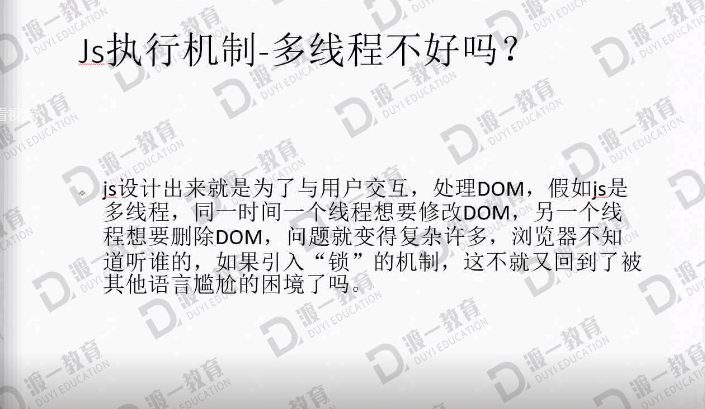 Js执行机制-多线程不好吗？
js设计出来就是为了与用户交互，处理DOM，假如js是
多线程，同一时间一个线程想要修改DOM，另一个线
程想要删除DOM，问题就变得复杂许多，浏览器不知
道听谁的，如果引入“锁”的机制，这不就又回到了被
其他语言尴尬的困境了吗。
渡一教育
DUYI EDUCATION